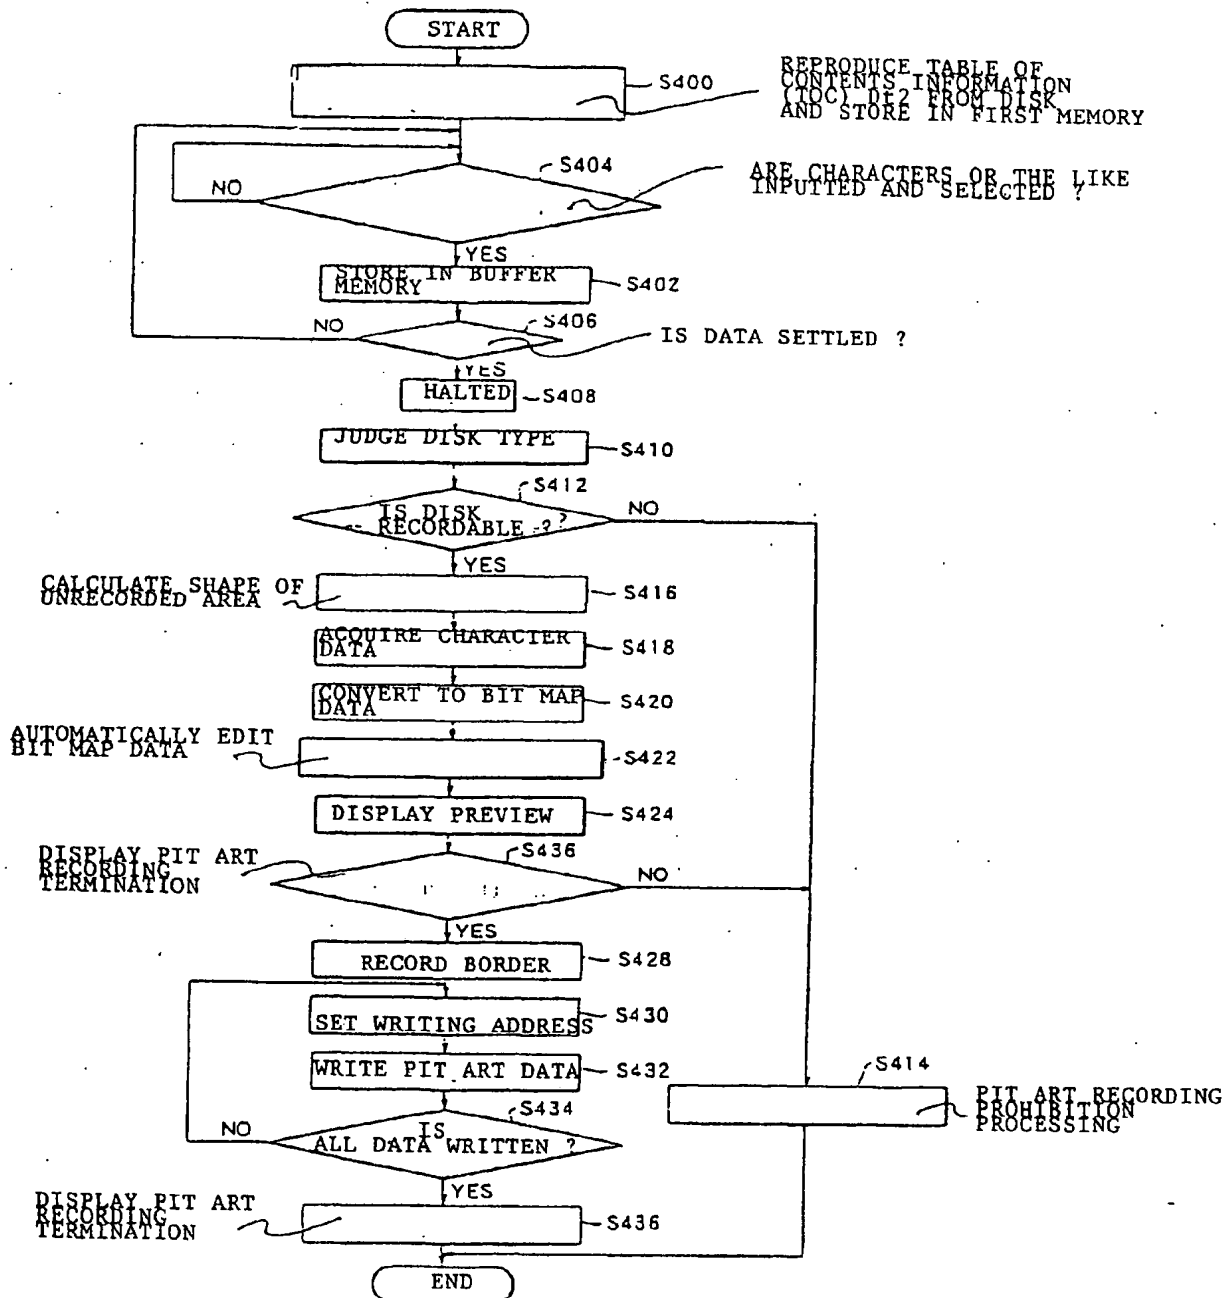 START
S400
REPRODUCE TABLE OF
CONTENTS INFORMATION
(TOC) Dt2 FROM DISK
AND STORE IN FIRST MEMORY
S404
NO
ARE CHARACTERS OR THE LIKE
INPUTTED AND SELECTED ?
YES
STORE IN BUFFER
MEMORY
S402
NO
S406
IS DATA SETTLED ?
YES
HALTED
S408
JUDGE DISK TYPE
S410
S412
NO
IS DISK ?
RECORDABLE ?
YES
CALCULATE SHAPE OF
UNRECORDED AREA
S416
ACQUIRE CHARACTER
DATA
S418
CONVERT TO BIT MAP
DATA
S420
AUTOMATICALLY EDIT
BIT MAP DATA
S422
DISPLAY PREVIEW
S424
DISPLAY PIT ART
RECORDING
TERMINATION
S436
NO
YES
RECORD BORDER
S428
SET WRITING ADDRESS
S430
WRITE PIT ART DATA
S432
S414
PIT ART RECORDING
PROHIBITION
PROCESSING
S434
NO
IS
ALL DATA WRITTEN ?
YES
DISPLAY PIT ART
RECORDING
TERMINATION
S436
END